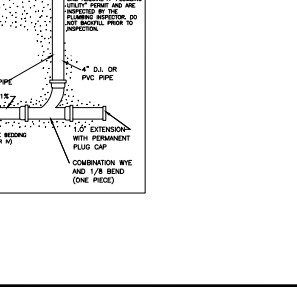 UTILITY" PERMIT AND ARE
INSPECTED BY THE
PLUMBING INSPECTOR. DO
NOT BACKFILL PRIOR TO
INSPECTION.
4" D.I. OR
PVC PIPE
PIPE
1%
BEDDING
1.0' EXTENSION
WITH PERMANENT
PLUG CAP
COMBINATION WYE
AND 1/8 BEND
(ONE PIECE)